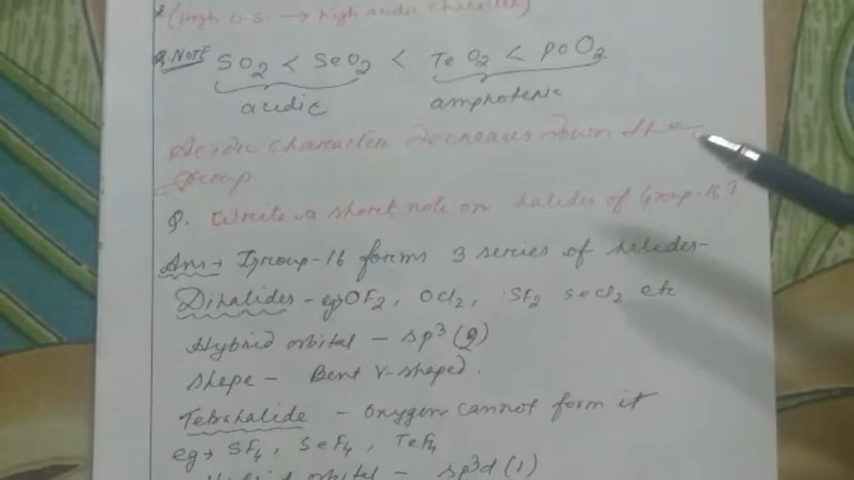 * (High O.S. → high acidic character)
Q. Note SO2 < SeO2 < TeO2 < PoO2
acidic amphoteric
Acidic character decreases down the
group
Q. Write a short note on halides of Group-16?
Ans → Group-16 forms 3 series of halides-
Dihalides - eg→ OF2, OCl2, SF2 SeCl2 etc
Hybrid orbital - sp3 (2)
Shape - Bent V-shaped.
Tetrahalide - Oxygen cannot form it
eg → SF4, SeF4, TeF4
Hybrid orbital - sp3d (1)